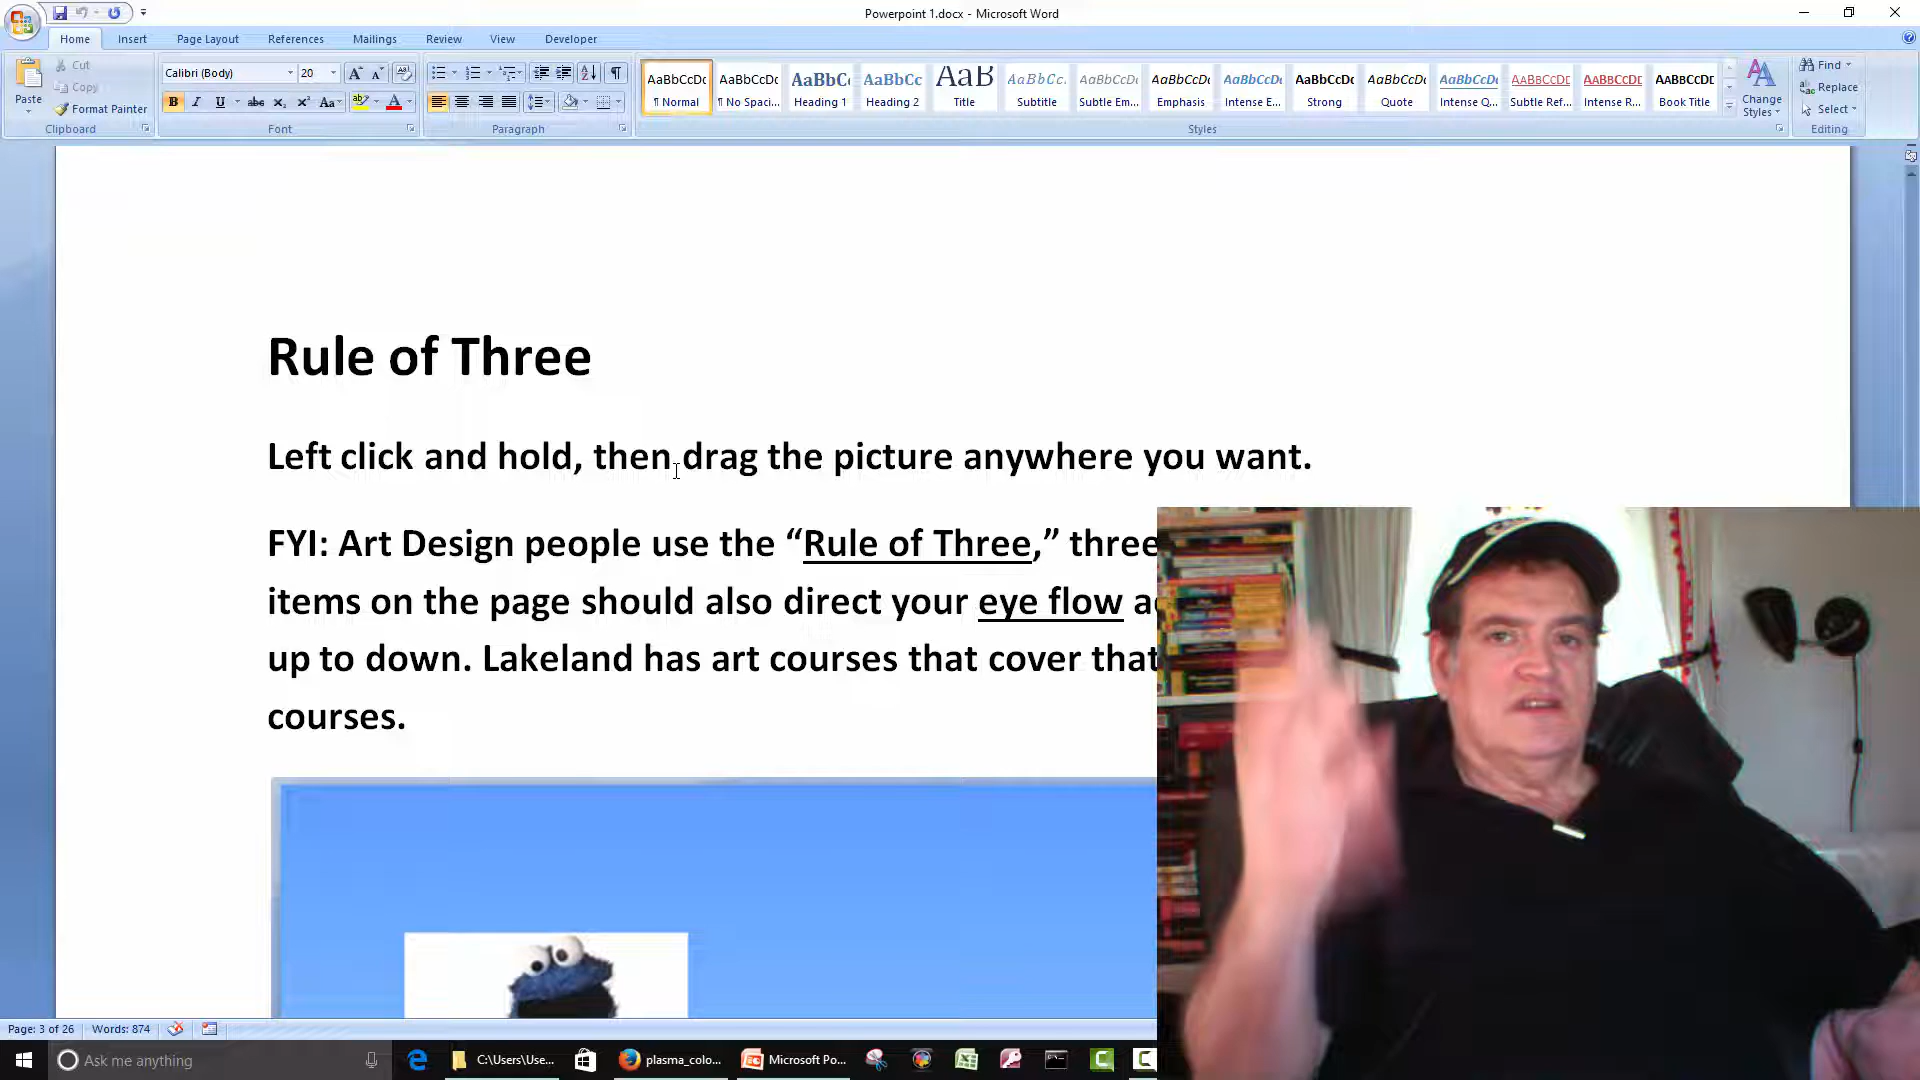 Powerpoint 1.docx - Microsoft Word
Home Insert Page Layout References Mailings Review View Developer
Paste
Cut
Copy
Format Painter
Clipboard
Calibri (Body) 20
Font
Paragraph
AaBbCcDc AaBbCcDc AaBbC AaBbCc AaB AaBbCc. AaBbCcDc AaBbCcDc AaBbCcDc AaBbCcDc AaBbCcDc AaBbCcDc AABBCCDC AABBCCDC AABBCCDC
¶ Normal ¶ No Spaci... Heading 1 Heading 2 Title Subtitle Subtle Em... Emphasis Intense E... Strong Quote Intense Q... Subtle Ref... Intense R... Book Title
Change Styles
Styles
Find
Replace
Select
Editing
Rule of Three
Left click and hold, then drag the picture anywhere you want.
FYI: Art Design people use the “Rule of Three,” three
items on the page should also direct your eye flow
up to down. Lakeland has art courses that cover that
courses.
Page: 3 of 26 Words: 874
Ask me anything
C:\Users\Use...
plasma_colo...
Microsoft Po...